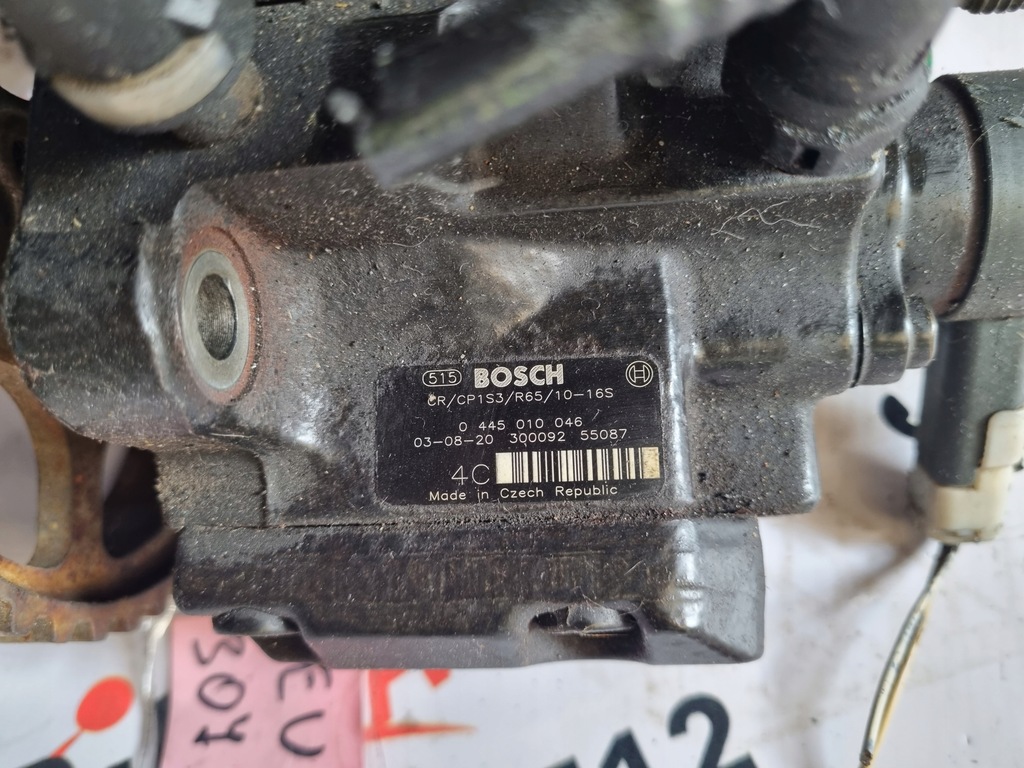 515 BOSCH
CR/CP1S3/R65/10-16S
0 445 010 046
03-08-20 300092 55087
4C
Made in Czech Republic
307